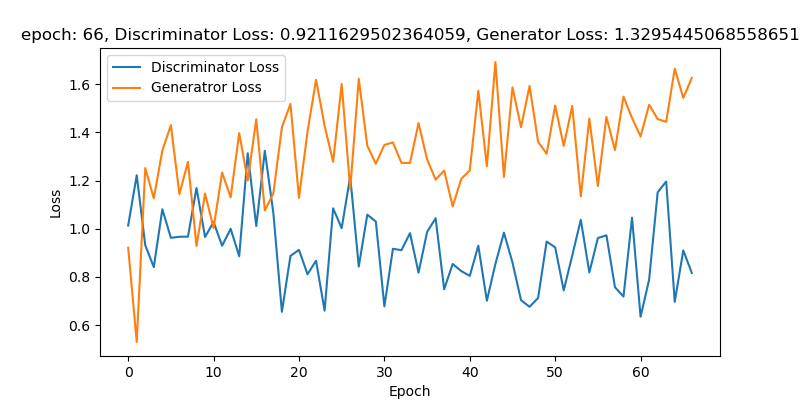 epoch: 66, Discriminator Loss: 0.9211629502364059, Generator Loss: 1.3295445068558651
Discriminator Loss
Generatror Loss
1.6
1.4
1.2
1.0
0.8
0.6
Loss
0 10 20 30 40 50 60
Epoch